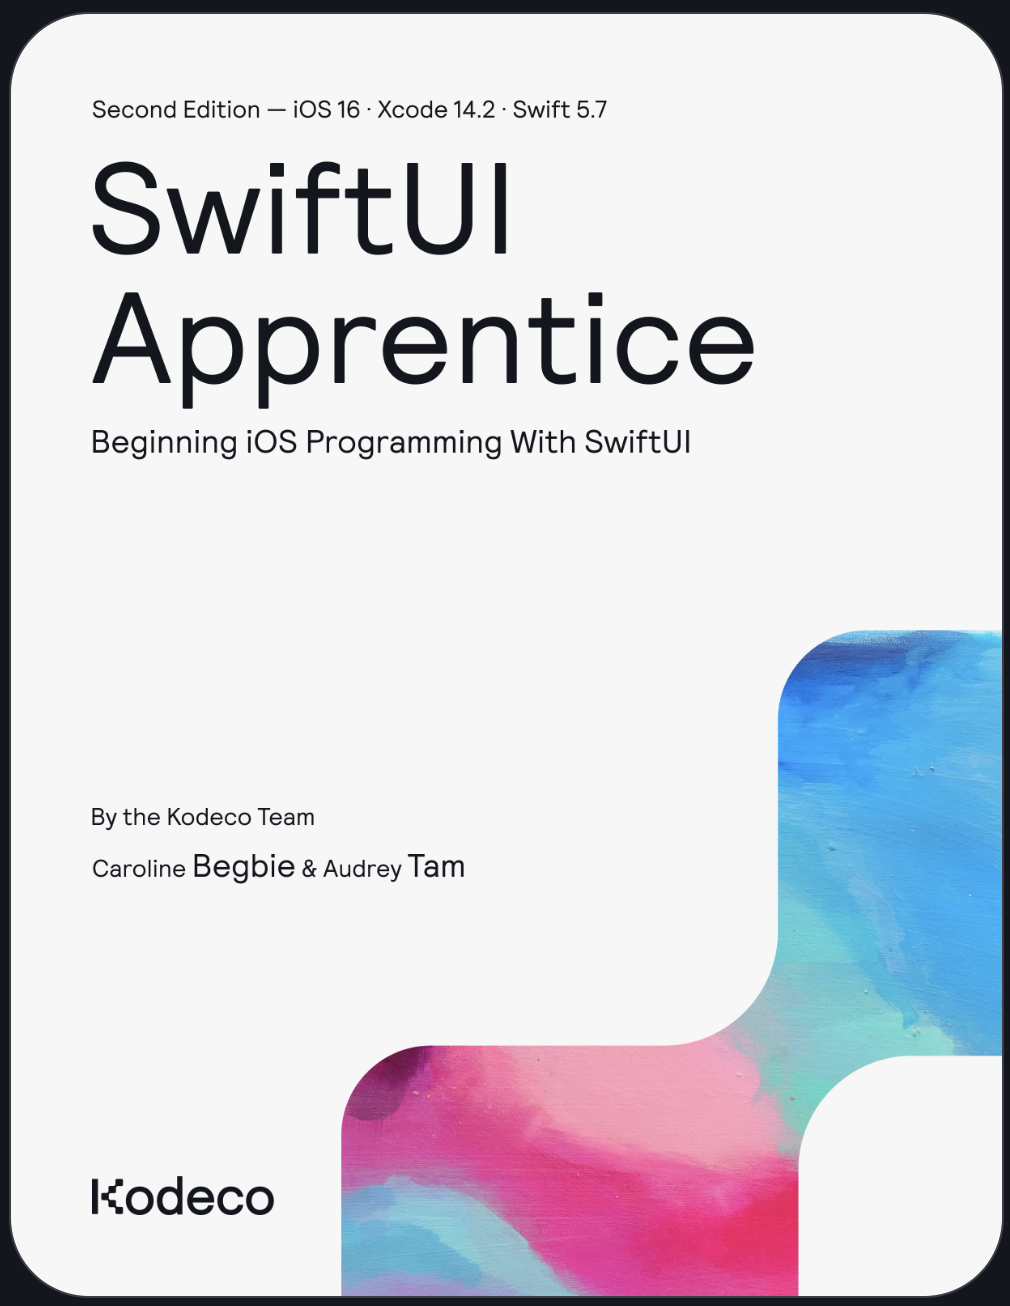 Second Edition — iOS 16 · Xcode 14.2 · Swift 5.7
SwiftUI
Apprentice
Beginning iOS Programming With SwiftUI
By the Kodeco Team
Caroline Begbie & Audrey Tam
Kodeco